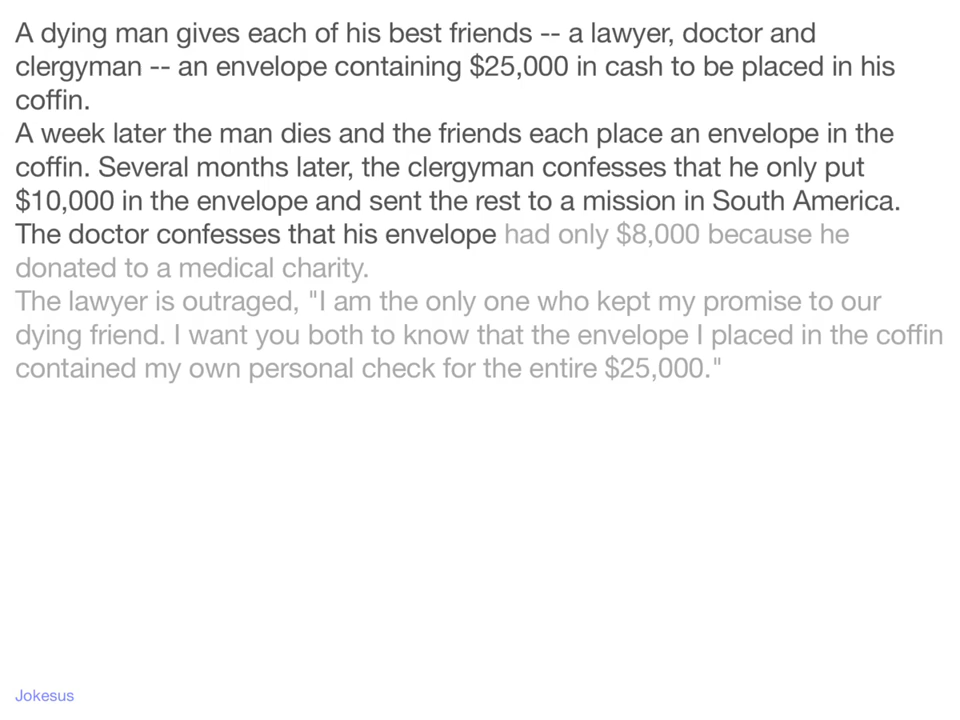 A dying man gives each of his best friends -- a lawyer, doctor and
clergyman -- an envelope containing $25,000 in cash to be placed in his
coffin.
A week later the man dies and the friends each place an envelope in the
coffin. Several months later, the clergyman confesses that he only put
$10,000 in the envelope and sent the rest to a mission in South America.
The doctor confesses that his envelope had only $8,000 because he
donated to a medical charity.
The lawyer is outraged, "I am the only one who kept my promise to our
dying friend. I want you both to know that the envelope I placed in the coffin
contained my own personal check for the entire $25,000."
Jokesus